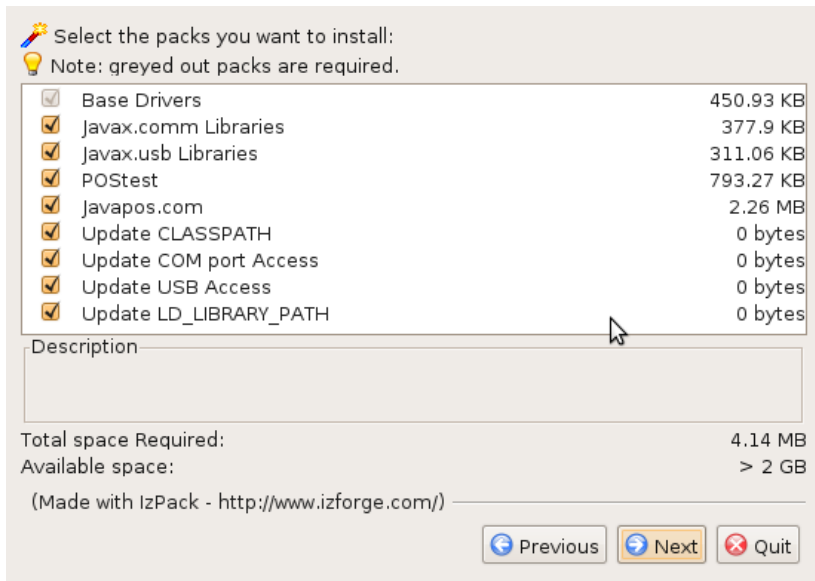 Select the packs you want to install:
Note: greyed out packs are required.
Base Drivers 450.93 KB
Javax.comm Libraries 377.9 KB
Javax.usb Libraries 311.06 KB
POStest 793.27 KB
Javapos.com 2.26 MB
Update CLASSPATH 0 bytes
Update COM port Access 0 bytes
Update USB Access 0 bytes
Update LD_LIBRARY_PATH 0 bytes
Description
Total space Required: 4.14 MB
Available space: > 2 GB
(Made with IzPack - http://www.izforge.com/)
Previous Next Quit